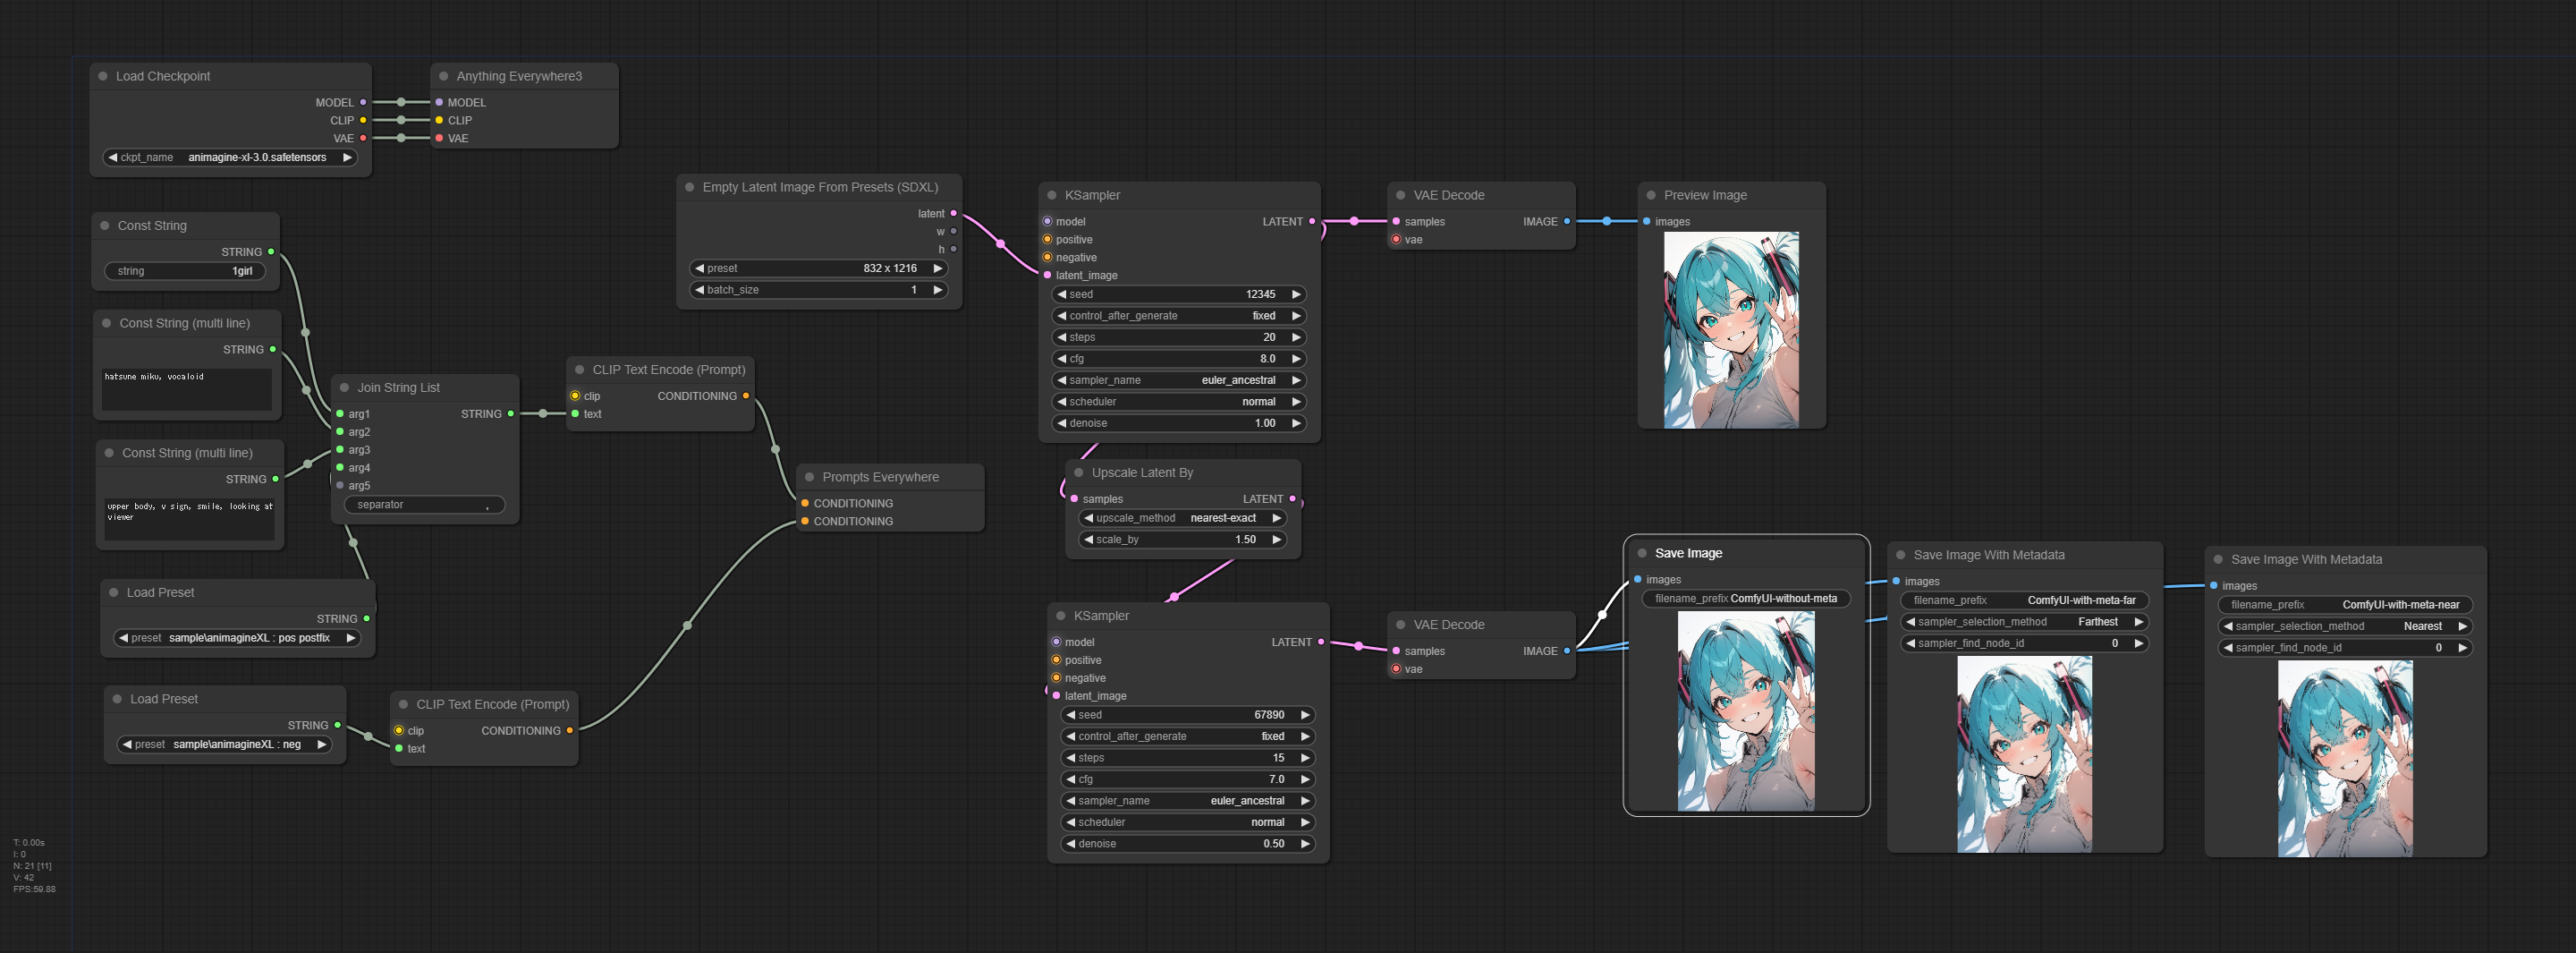 Load Checkpoint
MODEL
CLIP
VAE
ckpt_name animagine-xl-3.0.safetensors
Anything Everywhere3
MODEL
CLIP
VAE
Const String
STRING
string 1girl
Const String (multi line)
STRING
hatsune miku, vocaloid
Const String (multi line)
STRING
upper body, v sign, smile, looking at
viewer
Load Preset
STRING
preset sample\animagineXL : pos postfix
Load Preset
STRING
preset sample\animagineXL : neg
Join String List
arg1 STRING
arg2
arg3
arg4
arg5
separator ,
CLIP Text Encode (Prompt)
clip CONDITIONING
text
CLIP Text Encode (Prompt)
clip CONDITIONING
text
Prompts Everywhere
CONDITIONING
CONDITIONING
Empty Latent Image From Presets (SDXL)
latent
w
h
preset 832 x 1216
batch_size 1
KSampler
model LATENT
positive
negative
latent_image
seed 12345
control_after_generate fixed
steps 20
cfg 8.0
sampler_name euler_ancestral
scheduler normal
denoise 1.00
VAE Decode
samples IMAGE
vae
Preview Image
images
Upscale Latent By
samples LATENT
upscale_method nearest-exact
scale_by 1.50
KSampler
model LATENT
positive
negative
latent_image
seed 67890
control_after_generate fixed
steps 15
cfg 7.0
sampler_name euler_ancestral
scheduler normal
denoise 0.50
VAE Decode
samples IMAGE
vae
Save Image
images
filename_prefix ComfyUI-without-meta
Save Image With Metadata
images
filename_prefix ComfyUI-with-meta-far
sampler_selection_method Farthest
sampler_find_node_id 0
Save Image With Metadata
images
filename_prefix ComfyUI-with-meta-near
sampler_selection_method Nearest
sampler_find_node_id 0
T: 0.00s
I: 0
N: 21 [11]
V: 42
FPS:59.88